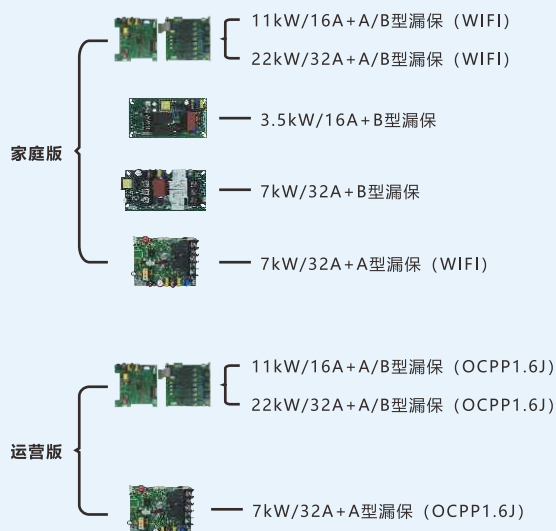 11kW/16A+A/B型漏保（WIFI）
22kW/32A+A/B型漏保（WIFI）
3.5kW/16A+B型漏保
家庭版
7kW/32A+B型漏保
7kW/32A+A型漏保（WIFI）
11kW/16A+A/B型漏保（OCPP1.6J）
22kW/32A+A/B型漏保（OCPP1.6J）
运营版
7kW/32A+A型漏保（OCPP1.6J）